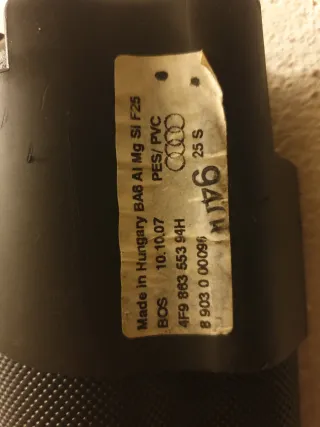 Made in Hungary BA6 Al Mg Si F25
BOS 10.10.07 PES/ PVC
4F9 863 553 94H 25 S
8 903 0 00096
94H